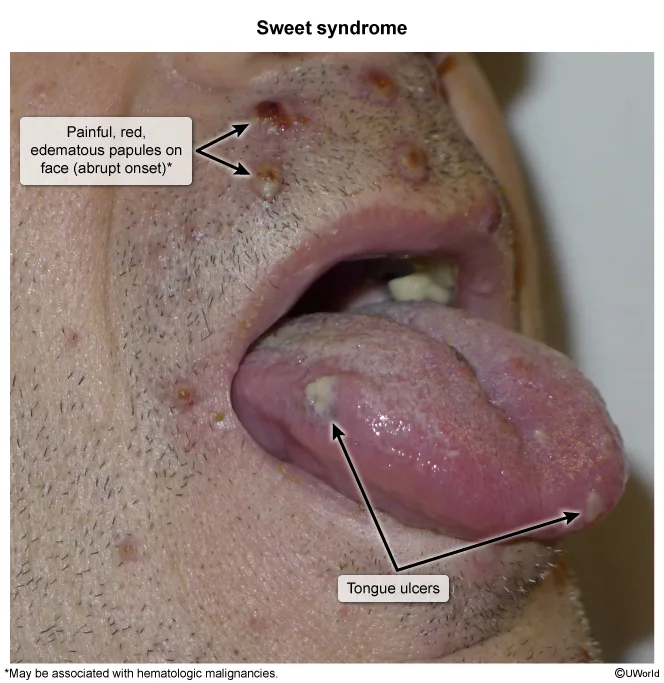 Sweet syndrome
Painful, red,
edematous papules on
face (abrupt onset)*
Tongue ulcers
*May be associated with hematologic malignancies.
©UWorld